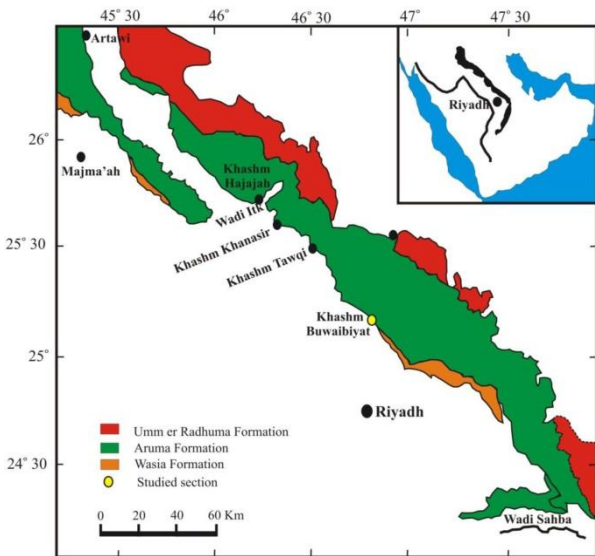 45° 30
46°
46° 30
47°
47° 30
Artawi
Riyadh
26°
Majma'ah
Khashm
Hajajah
Wadi Itk
Khashm Khanasir
25° 30
Khashm Tawqi
Khashm
Buwaibiyat
25°
Riyadh
Umm er Radhuma Formation
Aruma Formation
Wasia Formation
Studied section
24° 30
0 20 40 60 Km
Wadi Sahba